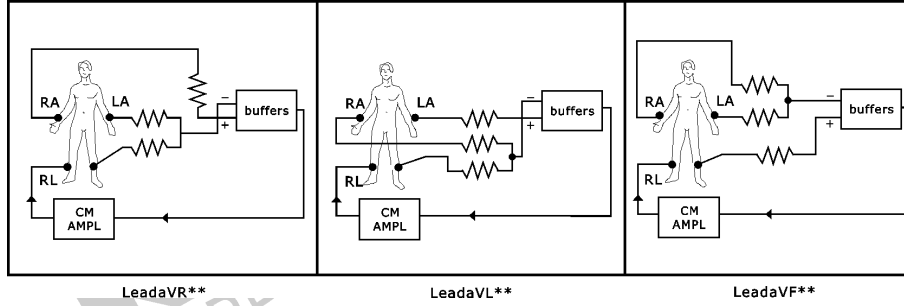 RA
LA
−
+
buffers
RL
CM
AMPL
LeadaVR**
RA
LA
−
+
buffers
RL
CM
AMPL
LeadaVL**
RA
LA
−
+
buffers
RL
CM
AMPL
LeadaVF**